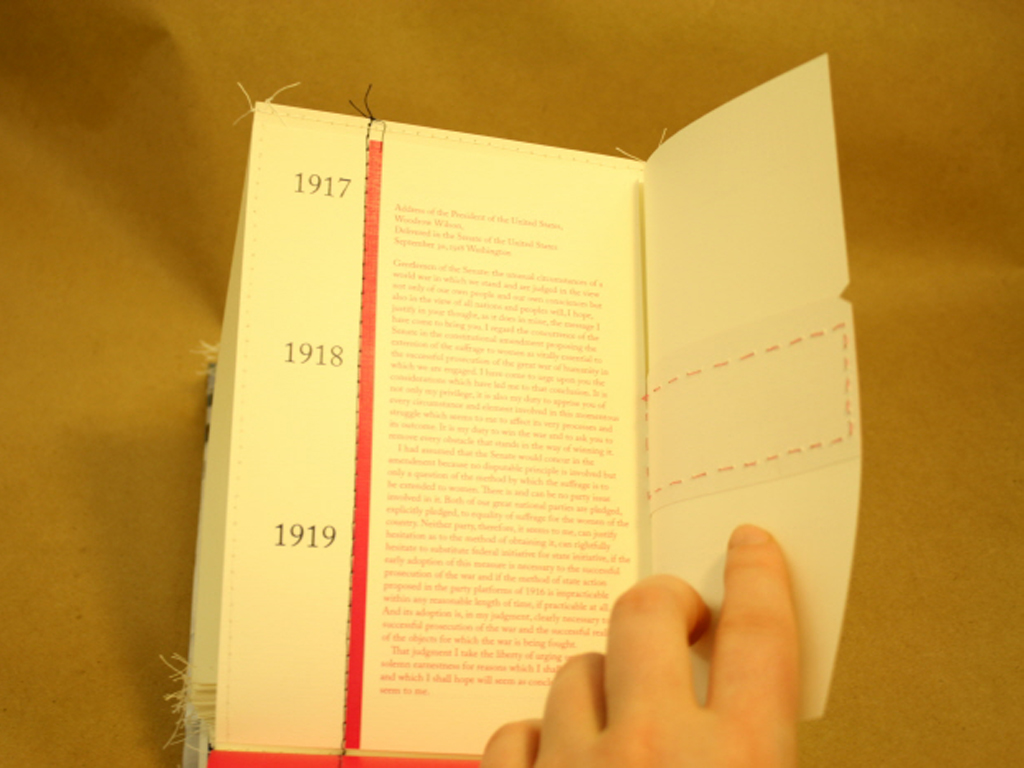 1917
1918
1919
Address of the President of the United States,
Woodrow Wilson,
Delivered in the Senate of the United States
September 30, 1918 Washington
Gentlemen of the Senate: the unusual circumstances of a
world war in which we stand and are judged in the view
not only of our own people and our own consciences but
also in the view of all nations and peoples will, I hope,
justify in your thought, as it does in mine, the message I
have come to bring you. I regard the concurrence of the
Senate in the constitutional amendment proposing the
extension of the suffrage to women as vitally essential to
the successful prosecution of the great war of humanity in
which we are engaged. I have come to urge upon you the
considerations which have led me to that conclusion. It is
not only my privilege, it is also my duty to apprise you of
every circumstance and element involved in this momentous
struggle which seems to me to affect its very processes and
its outcome. It is my duty to win the war and to ask you to
remove every obstacle that stands in the way of winning it.
I had assumed that the Senate would concur in the
amendment because no disputable principle is involved but
only a question of the method by which the suffrage is to
be extended to women. There is and can be no party issue
involved in it. Both of our great national parties are pledged,
explicitly pledged, to equality of suffrage for the women of the
country. Neither party, therefore, it seems to me, can justify
hesitation as to the method of obtaining it, can rightfully
hesitate to substitute federal initiative for state initiative, if the
early adoption of this measure is necessary to the successful
prosecution of the war and if the method of state action
proposed in the party platforms of 1916 is impracticable
within any reasonable length of time, if practicable at all.
And its adoption is, in my judgment, clearly necessary to
successful prosecution of the war and the successful
of the objects for which the war is being fought.
That judgment I take the liberty of urging
solemn earnestness for reasons which I shall
and which I shall hope will seem as
seem to me.